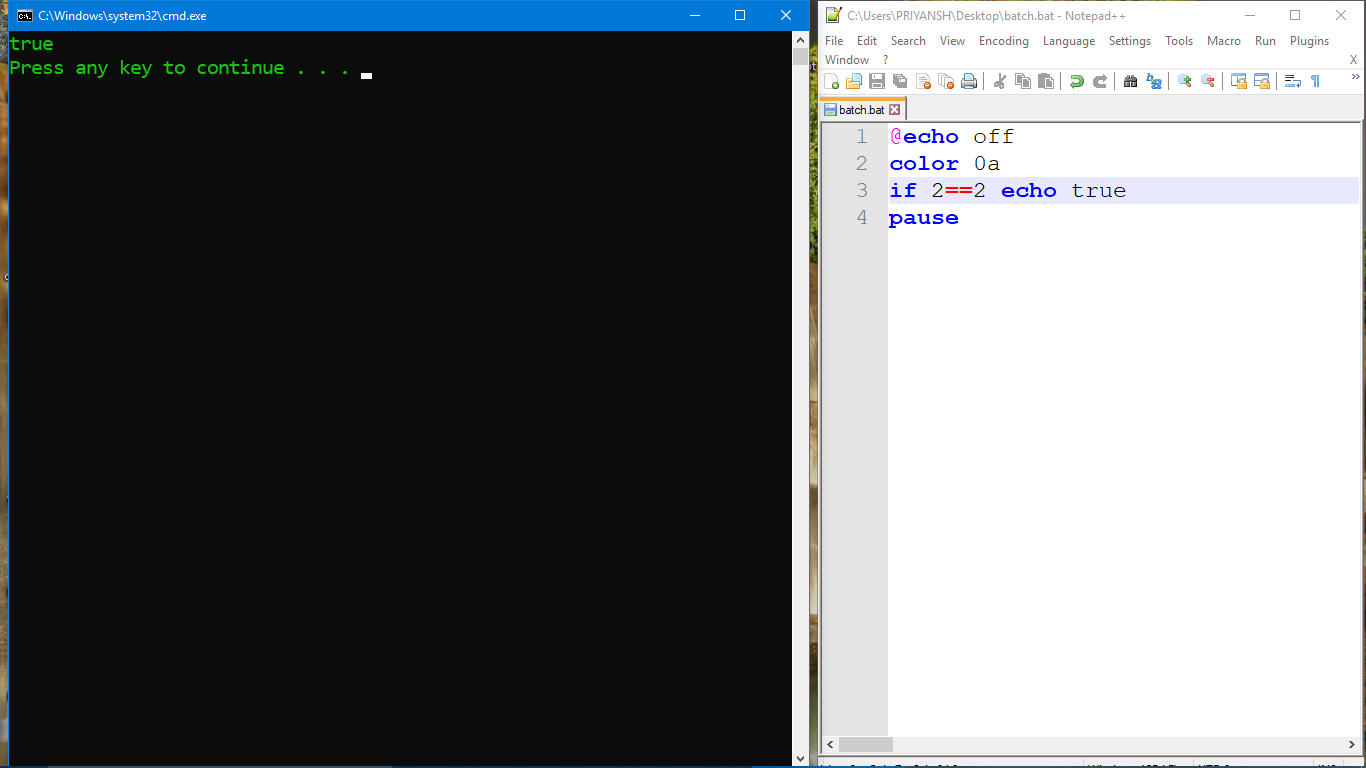 C:\Windows\system32\cmd.exe
true
Press any key to continue . . .
C:\Users\PRIYANSH\Desktop\batch.bat - Notepad++
File Edit Search View Encoding Language Settings Tools Macro Run Plugins
Window ? X
batch.bat
1 @echo off
2 color 0a
3 if 2==2 echo true
4 pause